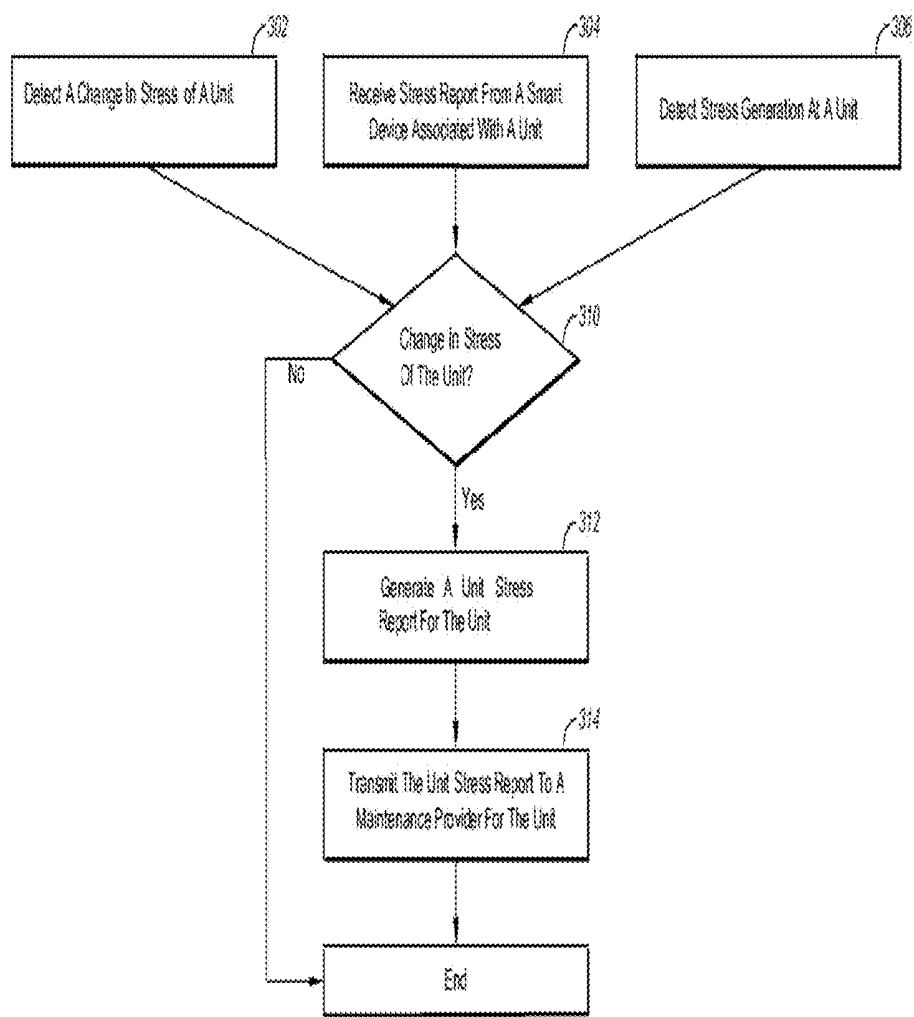 302
304
306
Detect A Change In Stress of A Unit
Receive Stress Report From A Smart
Device Associated With A Unit
Detect Stress Generation At A Unit
310
Change In Stress
Of The Unit?
No
Yes
312
Generate A Unit Stress
Report For The Unit
314
Transmit The Unit Stress Report To A
Maintenance Provider For The Unit
End